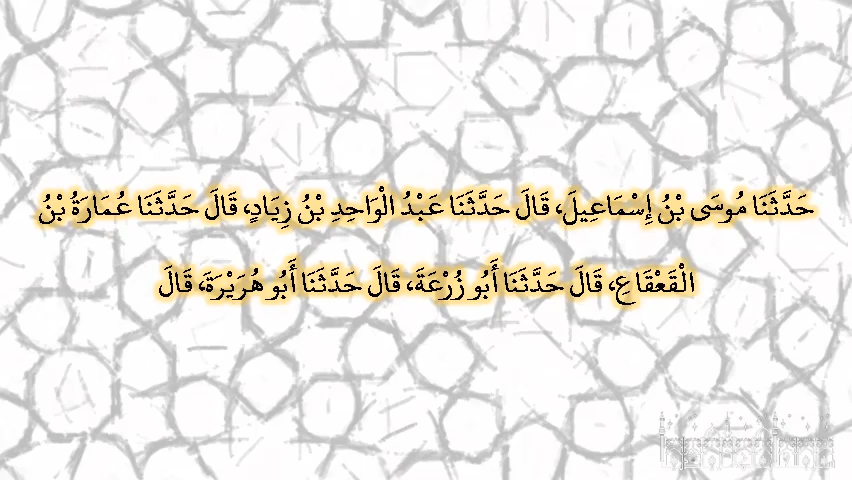 حَدَّثَنَا مُوسَى بْنُ إِسْمَاعِيلَ، قَالَ حَدَّثَنَا عَبْدُ الْوَاحِدِ بْنُ زِيَادٍ، قَالَ حَدَّثَنَا عُمَارَةُ بْنُ
الْقَعْقَاعِ، قَالَ حَدَّثَنَا أَبُو زُرْعَةَ، قَالَ حَدَّثَنَا أَبُو هُرَيْرَةَ، قَالَ